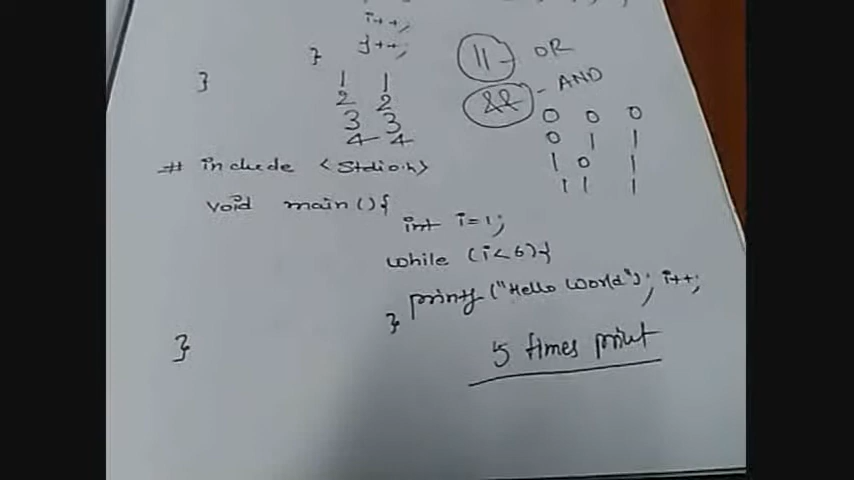 i++;
} j++;
}
|| - OR
&& - AND
1 1
2 2
3 3
4 4
0 0 0
0 1 1
1 0 1
1 1 1
# include <Stdio.h>
void main(){
int i=1;
while (i<6){
printf ("Hello World"); i++;
}
}
5 times print